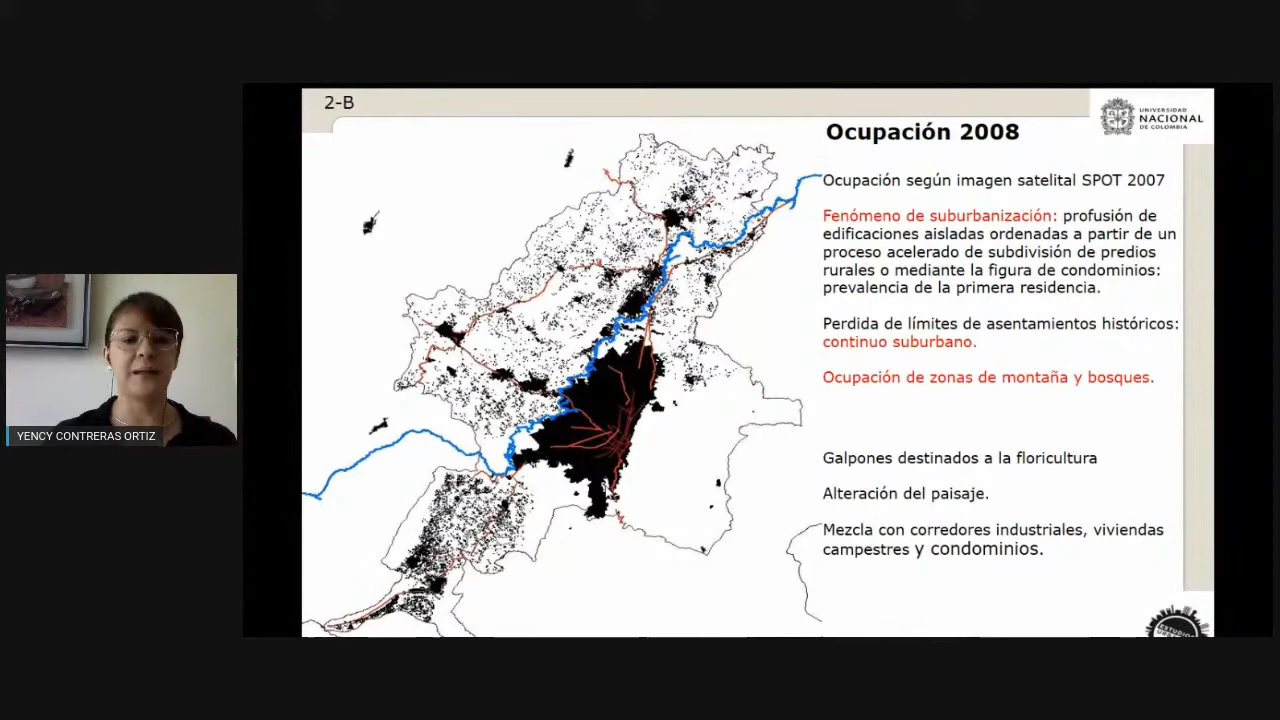 2-B
UNIVERSIDAD
NACIONAL
DE COLOMBIA
Ocupación 2008
Ocupación según imagen satelital SPOT 2007
Fenómeno de suburbanización: profusión de
edificaciones aisladas ordenadas a partir de un
proceso acelerado de subdivisión de predios
rurales o mediante la figura de condominios:
prevalencia de la primera residencia.
Perdida de límites de asentamientos históricos:
continuo suburbano.
Ocupación de zonas de montaña y bosques.
YENCY CONTRERAS ORTIZ
Galpones destinados a la floricultura
Alteración del paisaje.
Mezcla con corredores industriales, viviendas
campestres y condominios.